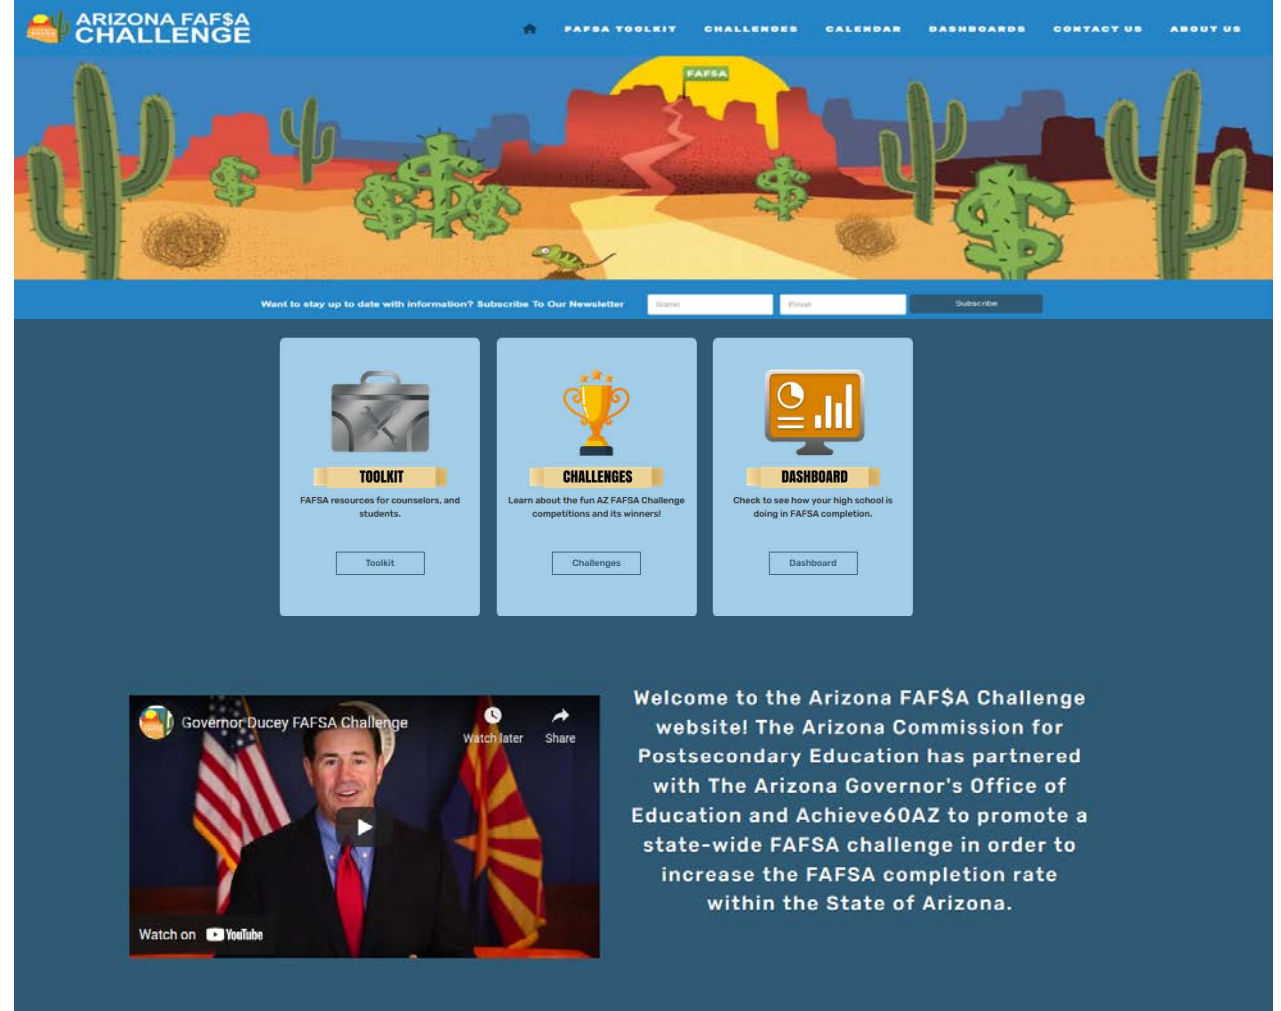 ARIZONA FAF$A
CHALLENGE
FAFSA TOOLKIT CHALLENGES CALENDAR DASHBOARDS CONTACT US ABOUT US
FAFSA
Want to stay up to date with information? Subscribe To Our Newsletter Name Email Subscribe
TOOLKIT
FAFSA resources for counselors, and
students.
Toolkit
CHALLENGES
Learn about the fun AZ FAFSA Challenge
competitions and its winners!
Challenges
DASHBOARD
Check to see how your high school is
doing in FAFSA completion.
Dashboard
Governor Ducey FAFSA Challenge
Watch later Share
Watch on YouTube
Welcome to the Arizona FAF$A Challenge
website! The Arizona Commission for
Postsecondary Education has partnered
with The Arizona Governor's Office of
Education and Achieve60AZ to promote a
state-wide FAFSA challenge in order to
increase the FAFSA completion rate
within the State of Arizona.